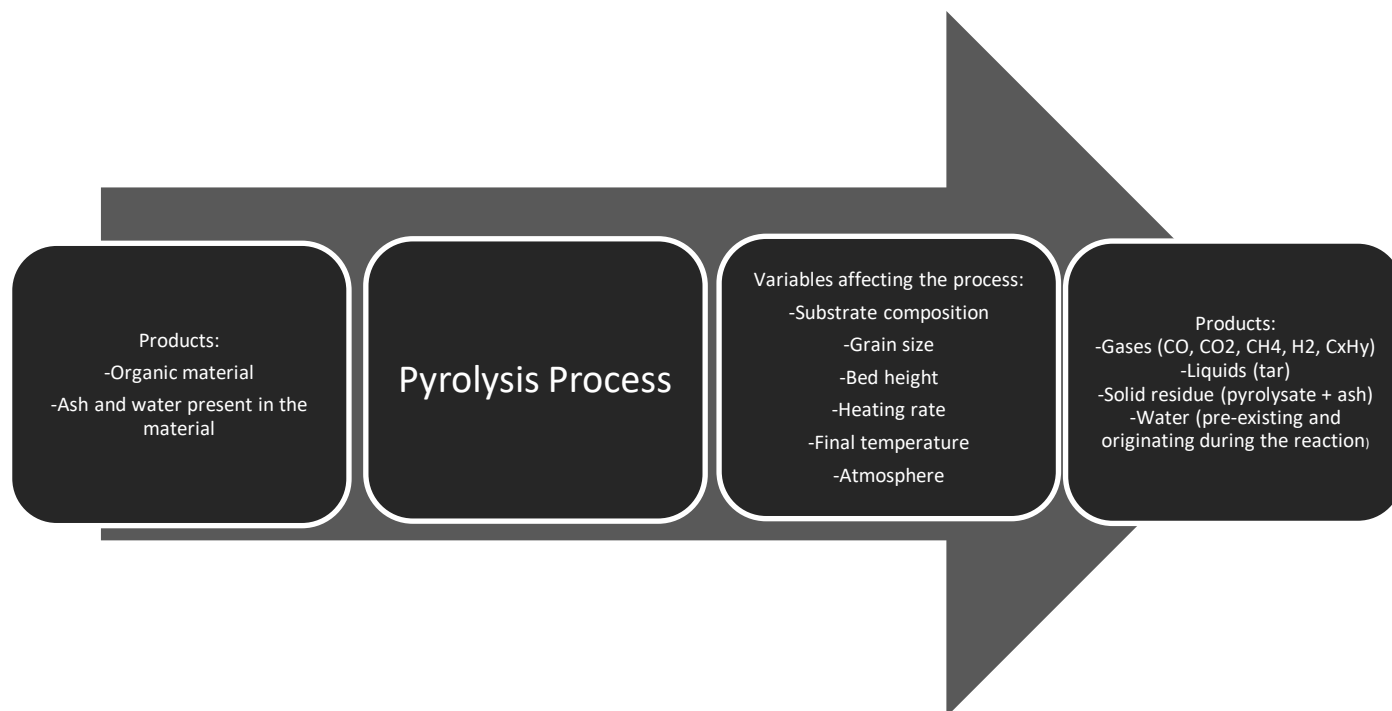 Products:
-Organic material
-Ash and water present in the
material
Pyrolysis Process
Variables affecting the process:
-Substrate composition
-Grain size
-Bed height
-Heating rate
-Final temperature
-Atmosphere
Products:
-Gases (CO, CO2, CH4, H2, CxHy)
-Liquids (tar)
-Solid residue (pyrolysate + ash)
-Water (pre-existing and
originating during the reaction)